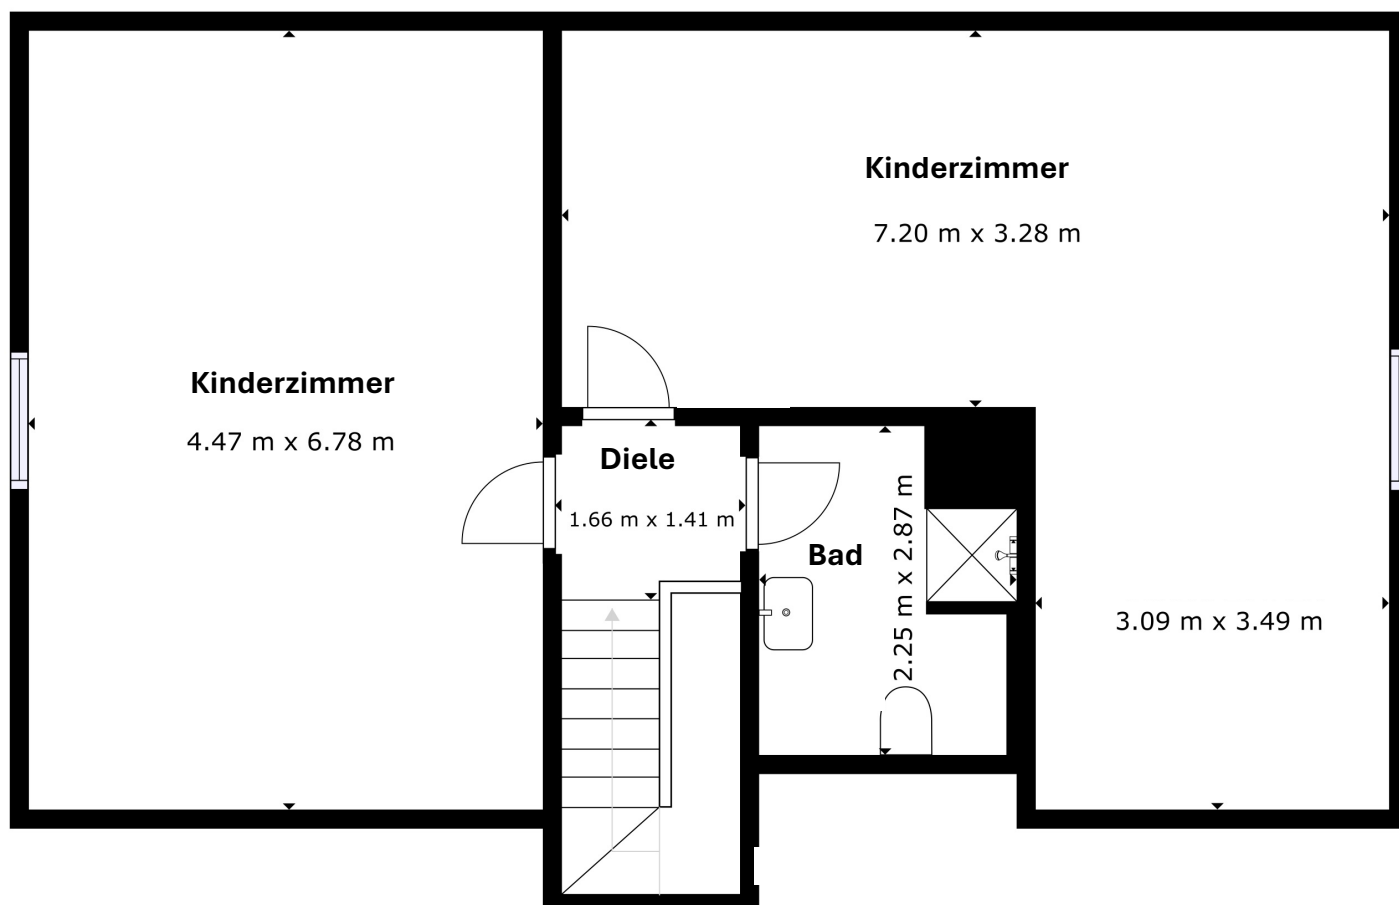 Kinderzimmer
7.20 m x 3.28 m
Kinderzimmer
4.47 m x 6.78 m
Diele
1.66 m x 1.41 m
Bad
2.25 m x 2.87 m
3.09 m x 3.49 m